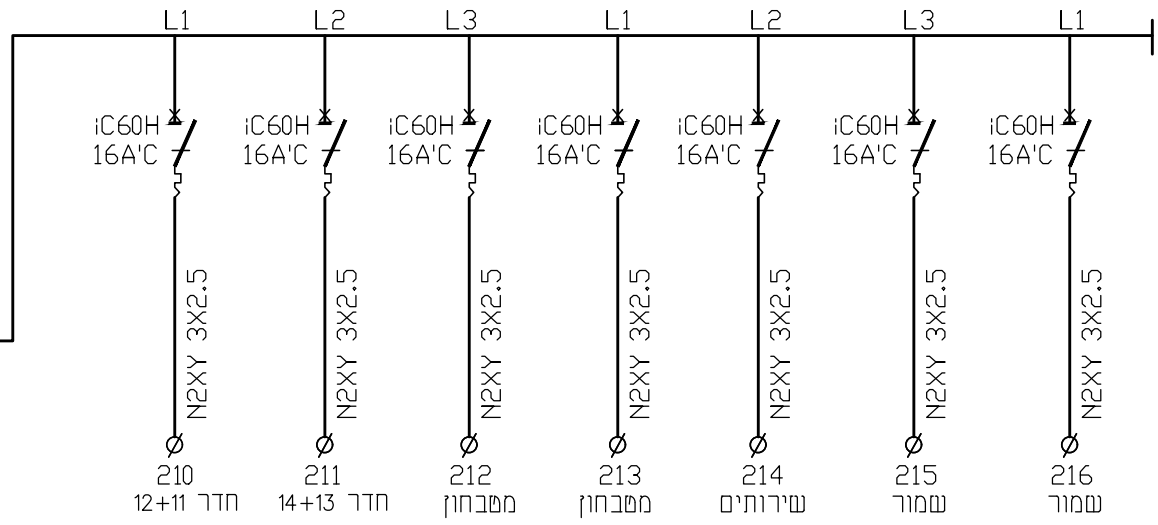 L1 L2 L3 L1 L2 L3 L1
iC60H iC60H iC60H iC60H iC60H iC60H iC60H
16A'C 16A'C 16A'C 16A'C 16A'C 16A'C 16A'C
N2XY 3X2.5 N2XY 3X2.5 N2XY 3X2.5 N2XY 3X2.5 N2XY 3X2.5 N2XY 3X2.5 N2XY 3X2.5
210 211 212 213 214 215 216
חדר 12+11
חדר 14+13
מטבחון
מטבחון
שירותים
שמור
שמור